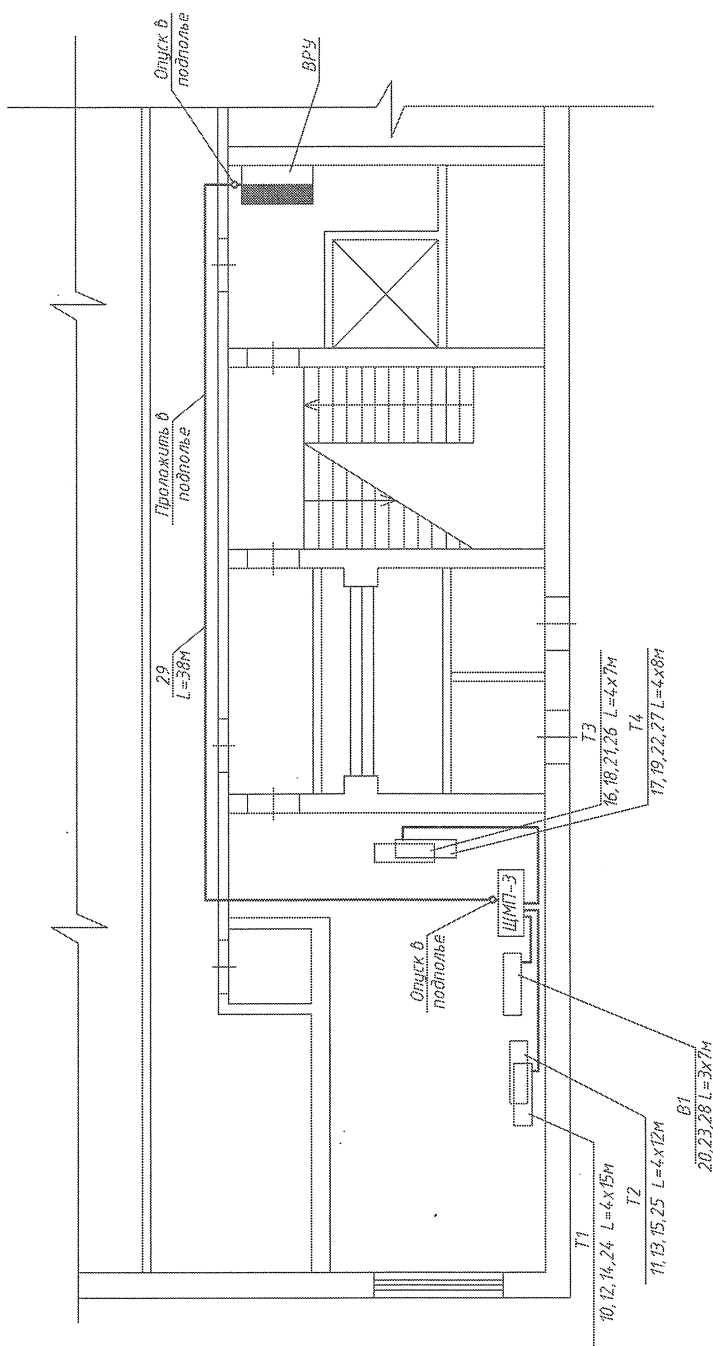 Опуск в
подполье
ВРУ
Проложить в
подполье
29
L=38м
Т3
16,18,21,26 L=4х7м
Т4
17,19,22,27 L=4х8м
ЩМП-3
Опуск в
подполье
В1
20,23,28 L=3х7м
Т2
11,13,15,25 L=4х12м
Т1
10,12,14,24 L=4х15м